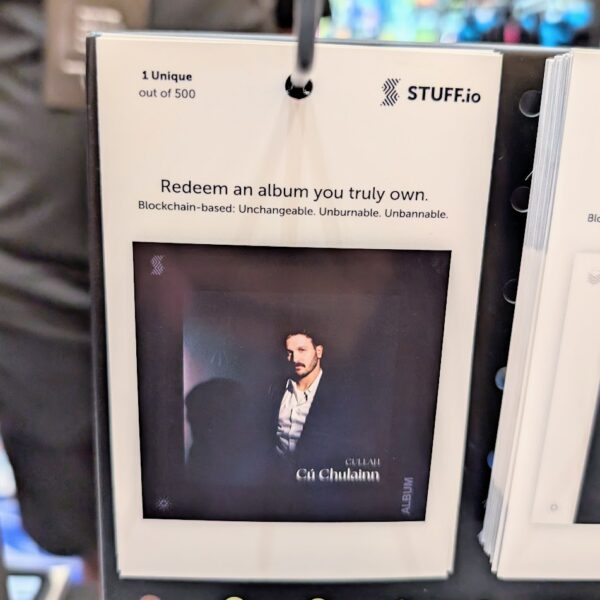 1 Unique
out of 500
STUFF.io
Redeem an album you truly own.
Blockchain-based: Unchangeable. Unburnable. Unbannable.
CULLAH
Cú Chulainn
ALBUM
Blo